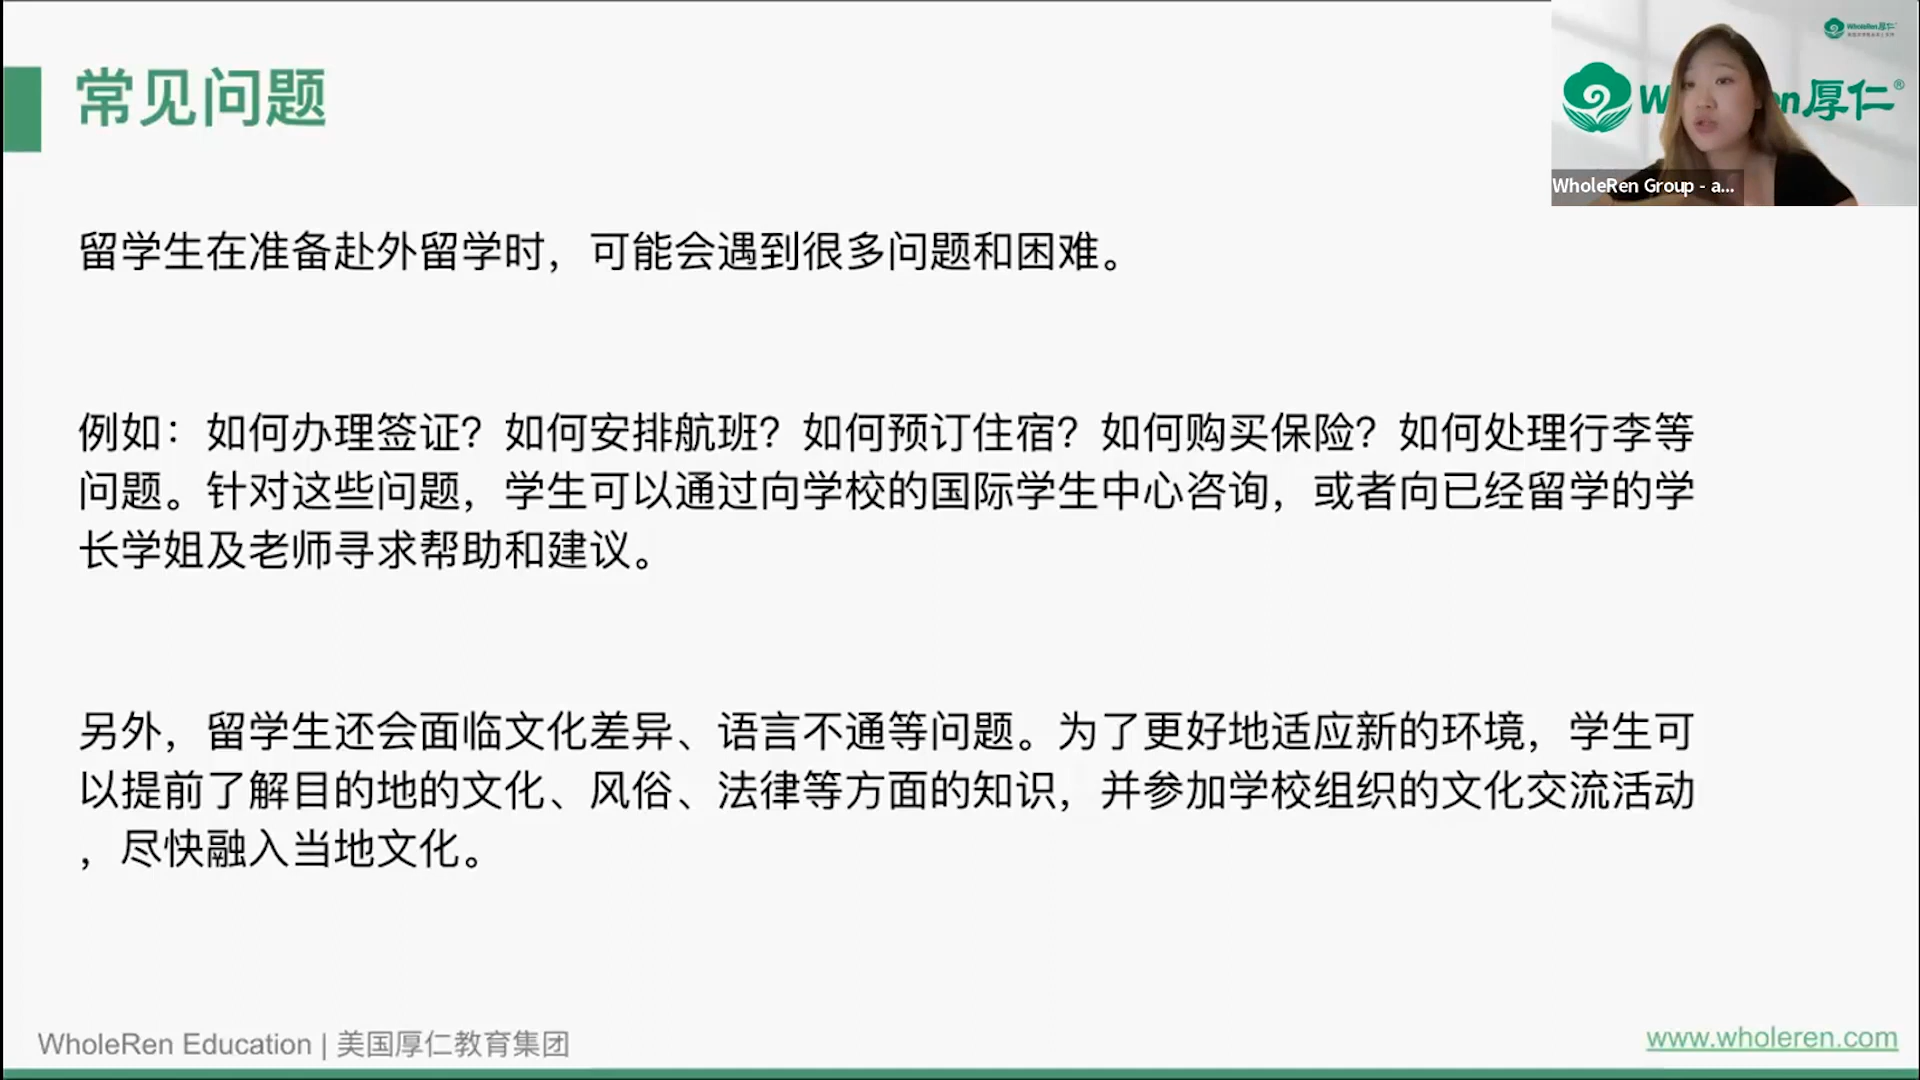 常见问题
WholeRen厚仁®
WholeRen Group - a...
留学生在准备赴外留学时，可能会遇到很多问题和困难。
例如：如何办理签证？如何安排航班？如何预订住宿？如何购买保险？如何处理行李等
问题。针对这些问题，学生可以通过向学校的国际学生中心咨询，或者向已经留学的学
长学姐及老师寻求帮助和建议。
另外，留学生还会面临文化差异、语言不通等问题。为了更好地适应新的环境，学生可
以提前了解目的地的文化、风俗、法律等方面的知识，并参加学校组织的文化交流活动
，尽快融入当地文化。
WholeRen Education | 美国厚仁教育集团
www.wholeren.com